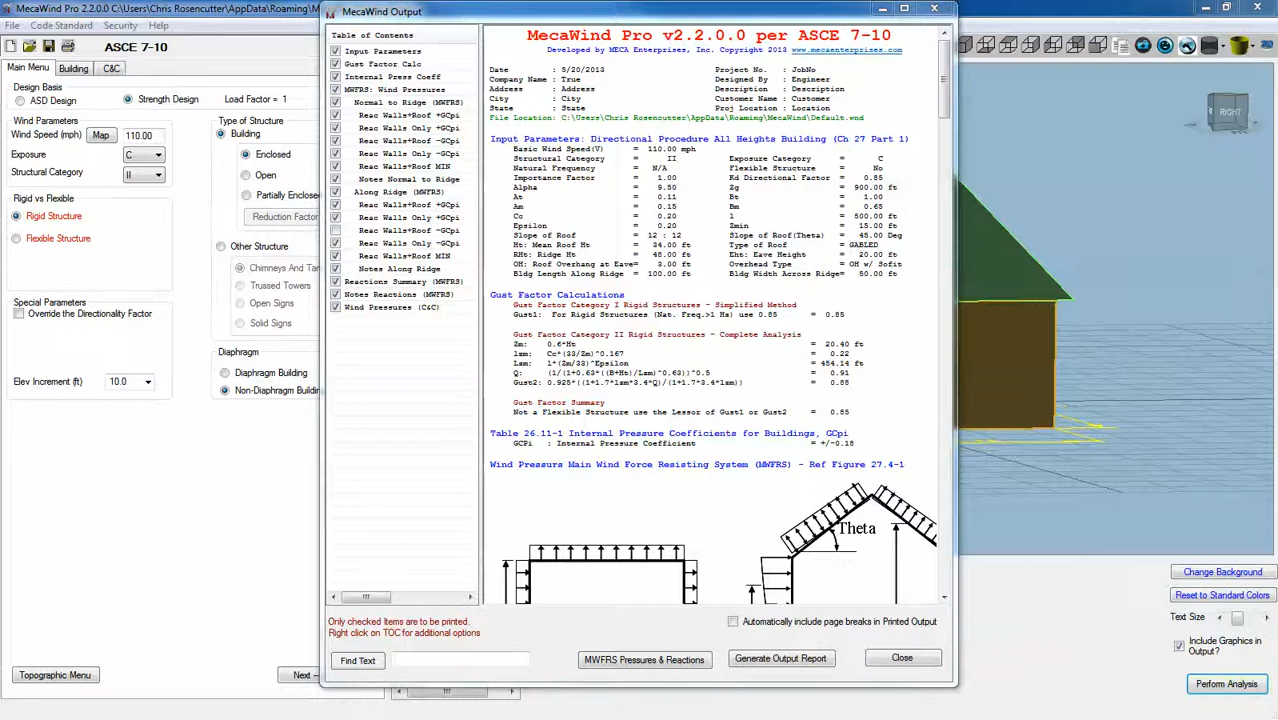 MecaWind Pro 2.2.0.0: C:\Users\Chris Rosencutter\AppData\Roaming\MecaWind\
File Code Standard Security Help
ASCE 7-10
Main Menu Building C&C
Design Basis
ASD Design Strength Design Load Factor = 1
Wind Parameters
Wind Speed (mph) Map 110.00
Exposure C
Structural Category II
Rigid vs Flexible
Rigid Structure
Flexible Structure
Special Parameters
Override the Directionality Factor
Elev Increment (ft) 10.0
Type of Structure
Building
Enclosed
Open
Partially Enclosed
Reduction Factor
Other Structure
Chimneys And Tan
Trussed Towers
Open Signs
Solid Signs
Diaphragm
Diaphragm Building
Non-Diaphragm Buildin
Topographic Menu Next
MecaWind Output
Table of Contents
Input Parameters
Gust Factor Calc
Internal Press Coeff
MWFRS: Wind Pressures
Normal to Ridge (MWFRS)
Reac Walls+Roof +GCpi
Reac Walls Only +GCpi
Reac Walls+Roof -GCpi
Reac Walls Only -GCpi
Reac Walls+Roof MIN
Notes Normal to Ridge
Along Ridge (MWFRS)
Reac Walls+Roof +GCpi
Reac Walls Only +GCpi
Reac Walls+Roof -GCpi
Reac Walls Only -GCpi
Reac Walls+Roof MIN
Notes Along Ridge
Reactions Summary (MWFRS)
Notes Reactions (MWFRS)
Wind Pressures (C&C)
MecaWind Pro v2.2.0.0 per ASCE 7-10
Developed by MECA Enterprises, Inc. Copyright 2013 www.mecaenterprises.com
Date : 5/20/2013 Project No. : JobNo
Company Name : True Designed By : Engineer
Address : Address Description : Description
City : City Customer Name : Customer
State : State Proj Location : Location
File Location: C:\Users\Chris Rosencutter\AppData\Roaming\MecaWind\Default.wnd
Input Parameters: Directional Procedure All Heights Building (Ch 27 Part 1)
Basic Wind Speed(V) = 110.00 mph
Structural Category = II Exposure Category = C
Natural Frequency = N/A Flexible Structure = No
Importance Factor = 1.00 Kd Directional Factor = 0.85
Alpha = 9.50 Zg = 900.00 ft
At = 0.11 Bt = 1.00
Am = 0.15 Bm = 0.65
Cc = 0.20 l = 500.00 ft
Epsilon = 0.20 Zmin = 15.00 ft
Slope of Roof = 12 : 12 Slope of Roof(Theta) = 45.00 Deg
Ht: Mean Roof Ht = 34.00 ft Type of Roof = GABLED
RHt: Ridge Ht = 48.00 ft Eht: Eave Height = 20.00 ft
OH: Roof Overhang at Eave= 3.00 ft Overhead Type = OH w/ Sofit
Bldg Length Along Ridge = 100.00 ft Bldg Width Across Ridge= 50.00 ft
Gust Factor Calculations
Gust Factor Category I Rigid Structures - Simplified Method
Gust1: For Rigid Structures (Nat. Freq.>1 Hz) use 0.85 = 0.85
Gust Factor Category II Rigid Structures - Complete Analysis
Zm: 0.6*Ht = 20.40 ft
lzm: Cc*(33/Zm)^0.167 = 0.22
Lzm: l*(Zm/33)^Epsilon = 454.14 ft
Q: (1/(1+0.63*((B+Ht)/Lzm)^0.63))^0.5 = 0.91
Gust2: 0.925*((1+1.7*lzm*3.4*Q)/(1+1.7*3.4*lzm)) = 0.88
Gust Factor Summary
Not a Flexible Structure use the Lessor of Gust1 or Gust2 = 0.85
Table 26.11-1 Internal Pressure Coefficients for Buildings, GCpi
GCPi : Internal Pressure Coefficient = +/-0.18
Wind Pressurs Main Wind Force Resisting System (MWFRS) - Ref Figure 27.4-1
Theta
Only checked Items are to be printed.
Right click on TOC for additional options
Automatically include page breaks in Printed Output
Find Text MWFRS Pressures & Reactions Generate Output Report Close
BACK
Change Background
Reset to Standard Colors
Text Size
Include Graphics in
Output?
Perform Analysis